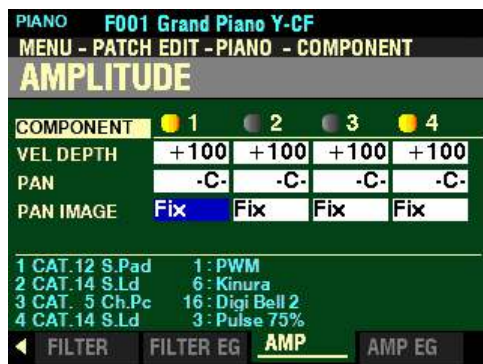 PIANO F001 Grand Piano Y-CF
MENU - PATCH EDIT - PIANO - COMPONENT
AMPLITUDE
COMPONENT 1 2 3 4
VEL DEPTH +100 +100 +100 +100
PAN -C- -C- -C- -C-
PAN IMAGE Fix Fix Fix Fix
1 CAT.12 S.Pad 1 : PWM
2 CAT.14 S.Ld 6 : Kinura
3 CAT. 5 Ch.Pc 16 : Digi Bell 2
4 CAT.14 S.Ld 3 : Pulse 75%
FILTER FILTER EG AMP AMP EG